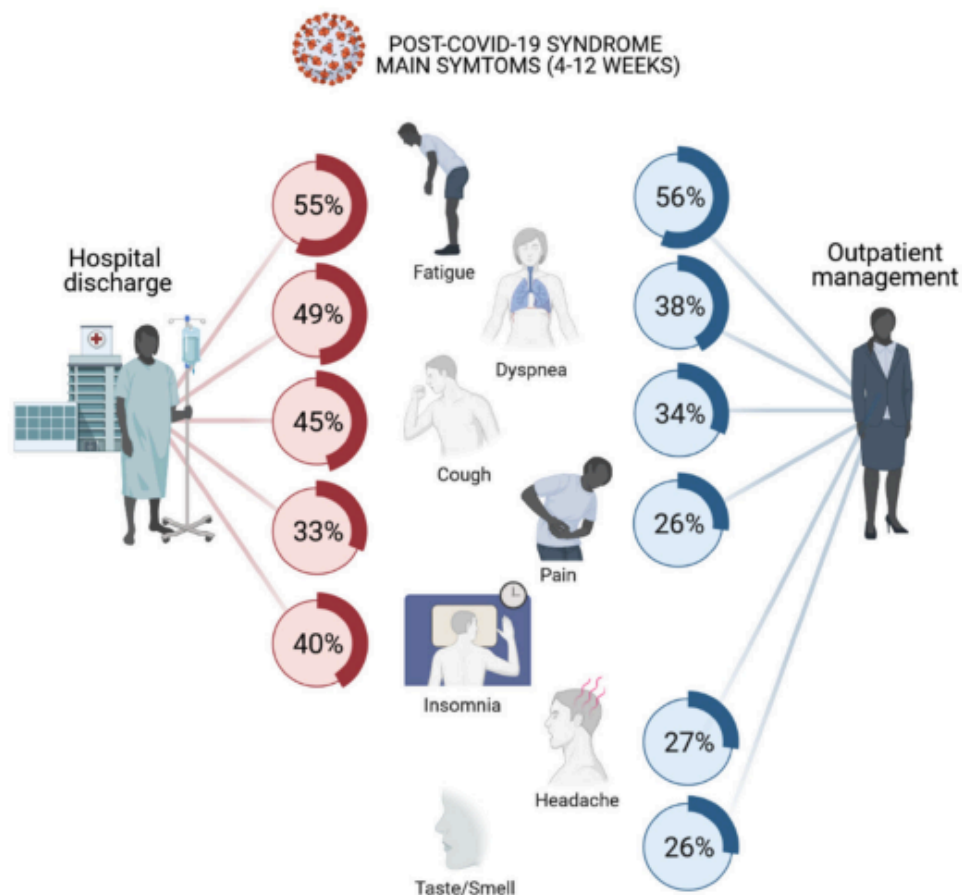 POST-COVID-19 SYNDROME
MAIN SYMTOMS (4-12 WEEKS)
Hospital
discharge
55%
49%
45%
33%
40%
Fatigue
Dyspnea
Cough
Pain
Insomnia
Headache
Taste/Smell
56%
38%
34%
26%
27%
26%
Outpatient
management